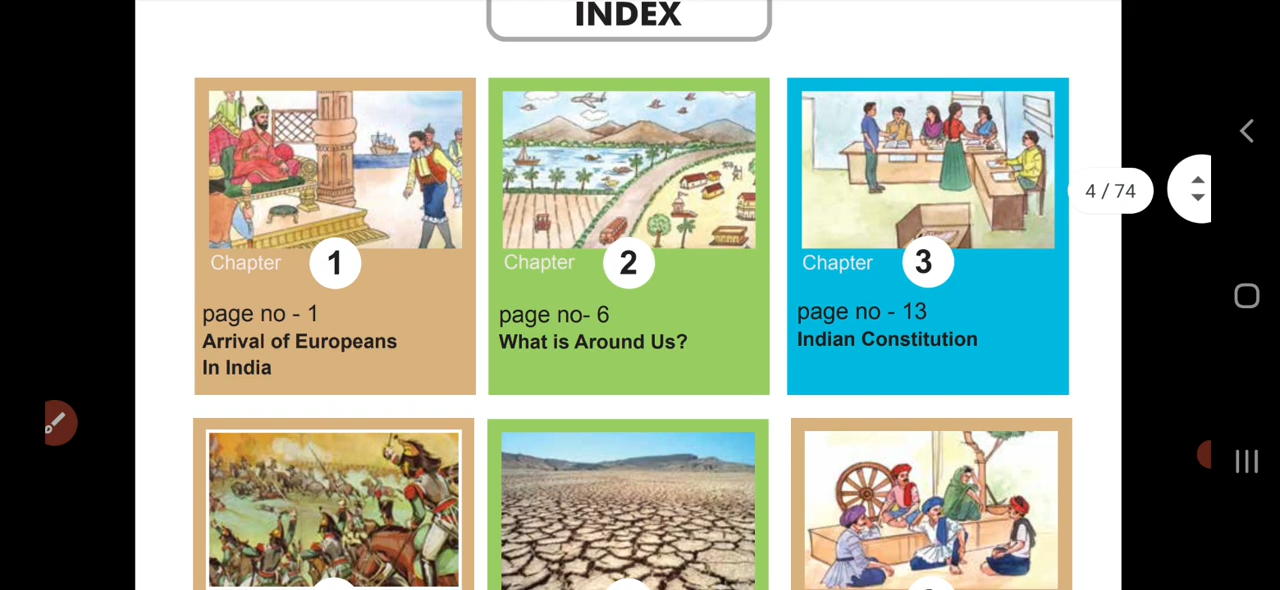 INDEX
4 / 74
Chapter 1
page no - 1
Arrival of Europeans
In India
Chapter 2
page no- 6
What is Around Us?
Chapter 3
page no - 13
Indian Constitution